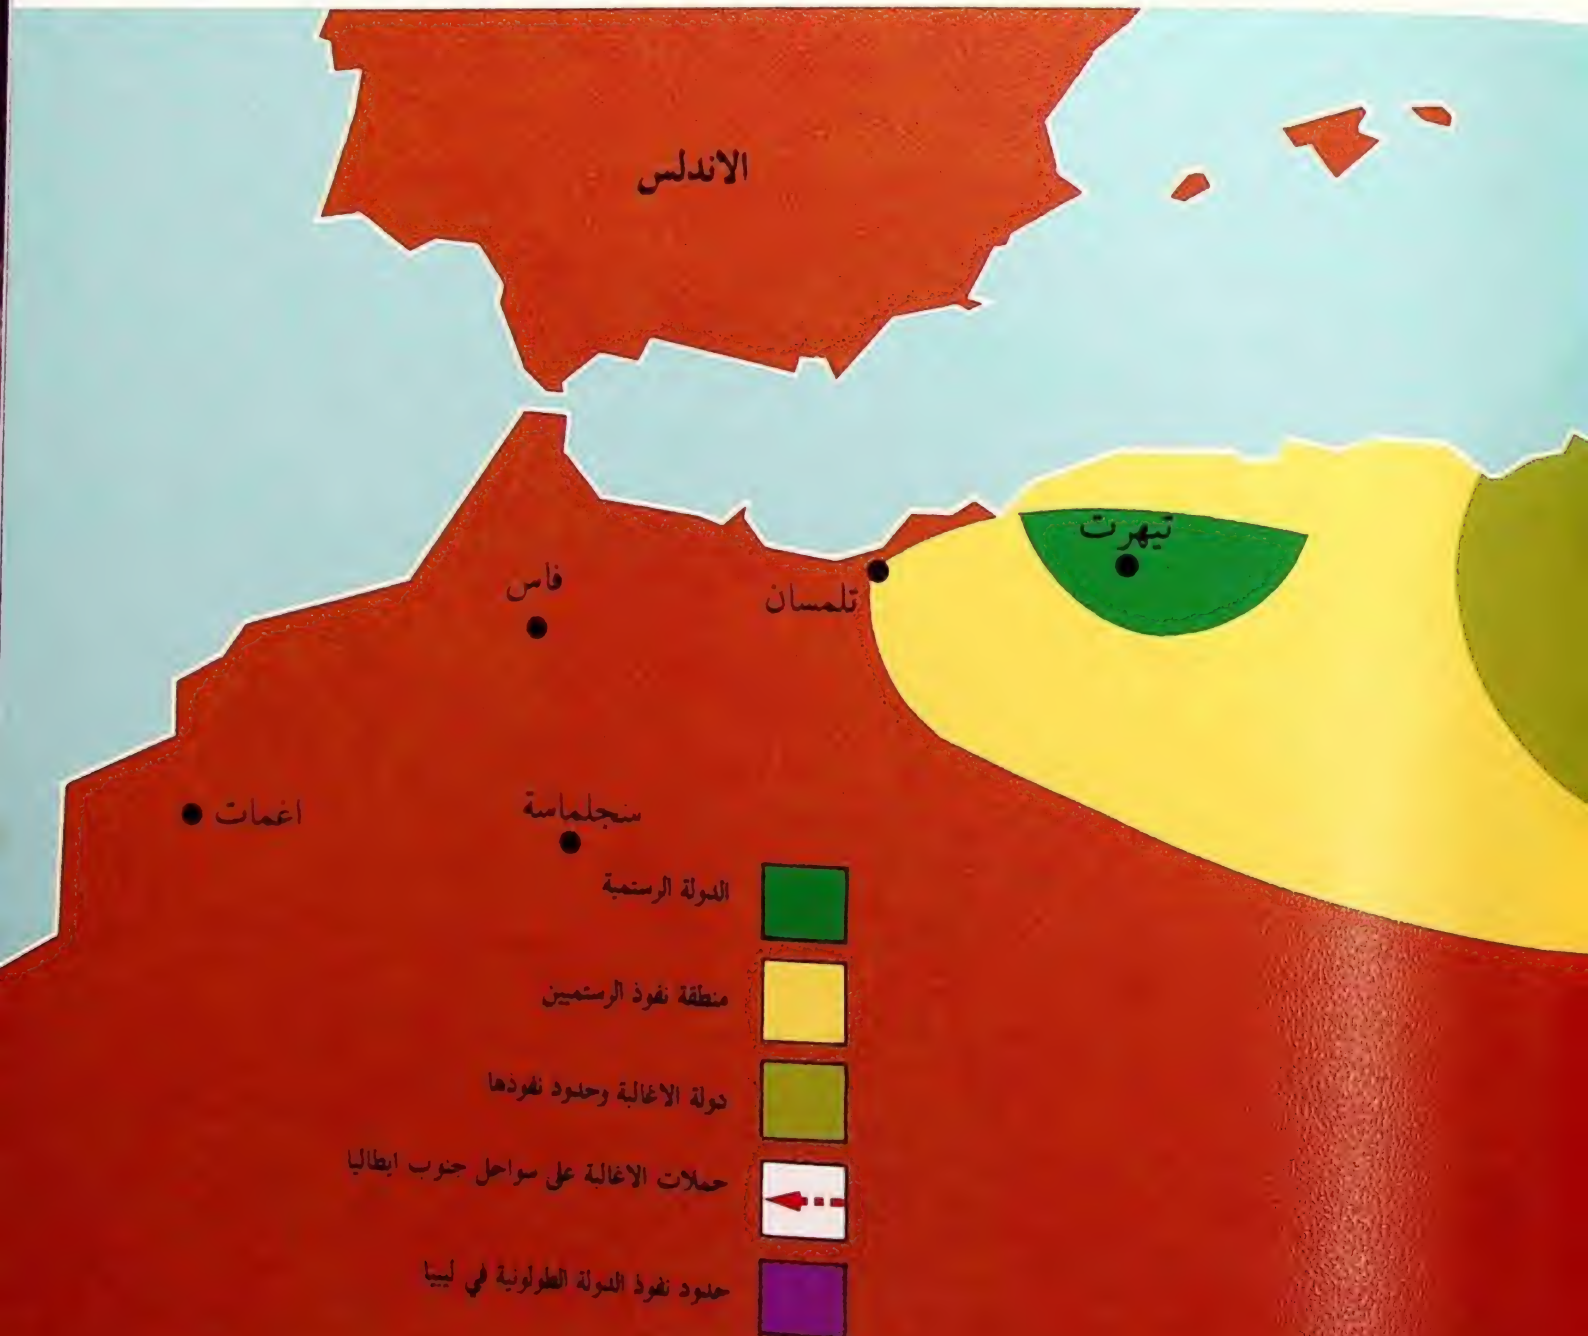 الاندلس
تيهرت
فاس
تلمسان
اغمات
سنجلماسة
الدولة الرستمية
منطقة نفوذ الرستميين
دولة الاغالبة وحدود نفوذها
حملات الاغالبة على سواحل جنوب ايطاليا
حدود نفوذ الدولة الطولونية في ليبيا